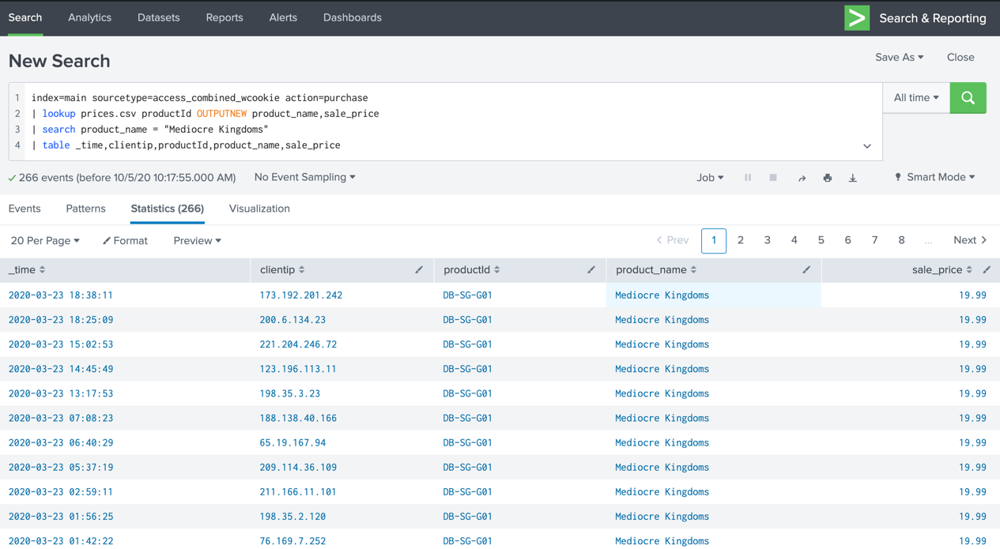 Search Analytics Datasets Reports Alerts Dashboards > Search & Reporting
New Search Save As Close
1 index=main sourcetype=access_combined_wcookie action=purchase All time
2 | lookup prices.csv productId OUTPUTNEW product_name,sale_price
3 | search product_name = "Mediocre Kingdoms"
4 | table _time,clientip,productId,product_name,sale_price
✓ 266 events (before 10/5/20 10:17:55.000 AM) No Event Sampling Job Smart Mode
Events Patterns Statistics (266) Visualization
20 Per Page Format Preview < Prev 1 2 3 4 5 6 7 8 ... Next >
_time clientip productId product_name sale_price
2020-03-23 18:38:11 173.192.201.242 DB-SG-G01 Mediocre Kingdoms 19.99
2020-03-23 18:25:09 200.6.134.23 DB-SG-G01 Mediocre Kingdoms 19.99
2020-03-23 15:02:53 221.204.246.72 DB-SG-G01 Mediocre Kingdoms 19.99
2020-03-23 14:45:49 123.196.113.11 DB-SG-G01 Mediocre Kingdoms 19.99
2020-03-23 13:17:53 198.35.3.23 DB-SG-G01 Mediocre Kingdoms 19.99
2020-03-23 07:08:23 188.138.40.166 DB-SG-G01 Mediocre Kingdoms 19.99
2020-03-23 06:40:29 65.19.167.94 DB-SG-G01 Mediocre Kingdoms 19.99
2020-03-23 05:37:19 209.114.36.109 DB-SG-G01 Mediocre Kingdoms 19.99
2020-03-23 02:59:11 211.166.11.101 DB-SG-G01 Mediocre Kingdoms 19.99
2020-03-23 01:56:25 198.35.2.120 DB-SG-G01 Mediocre Kingdoms 19.99
2020-03-23 01:42:22 76.169.7.252 DB-SG-G01 Mediocre Kingdoms 19.99